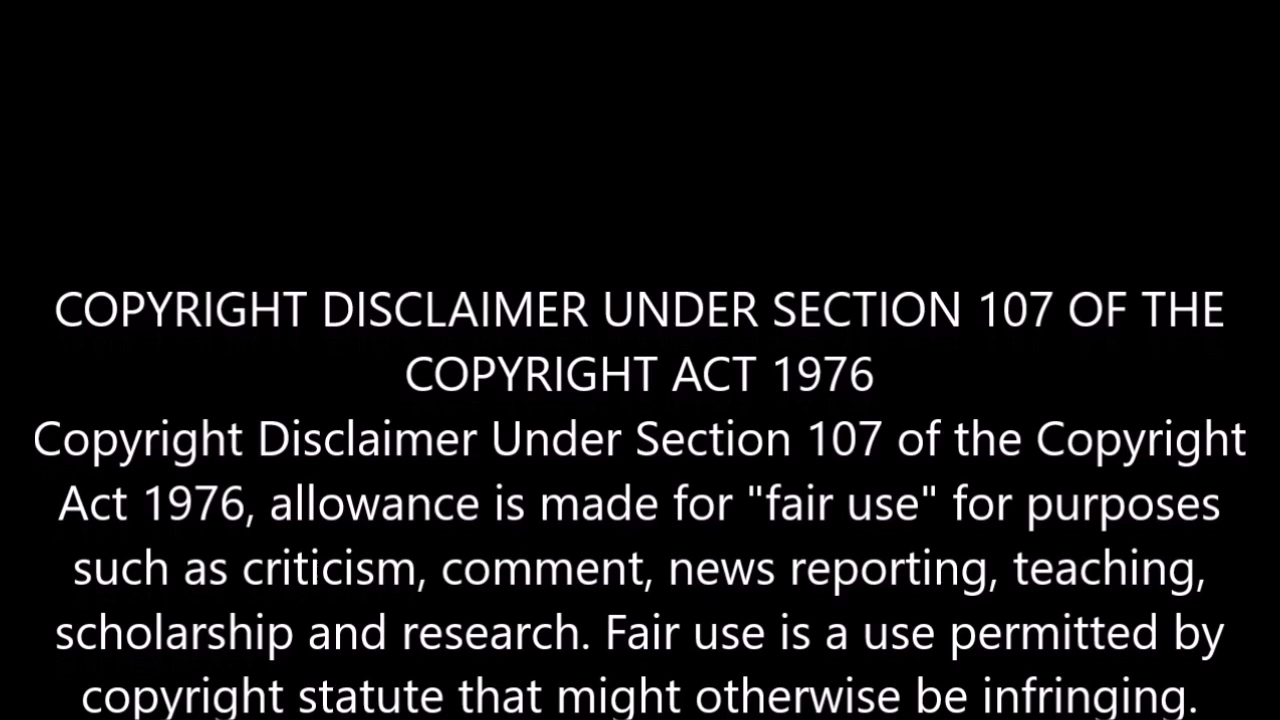 COPYRIGHT DISCLAIMER UNDER SECTION 107 OF THE
COPYRIGHT ACT 1976
Copyright Disclaimer Under Section 107 of the Copyright
Act 1976, allowance is made for "fair use" for purposes
such as criticism, comment, news reporting, teaching,
scholarship and research. Fair use is a use permitted by
copyright statute that might otherwise be infringing.